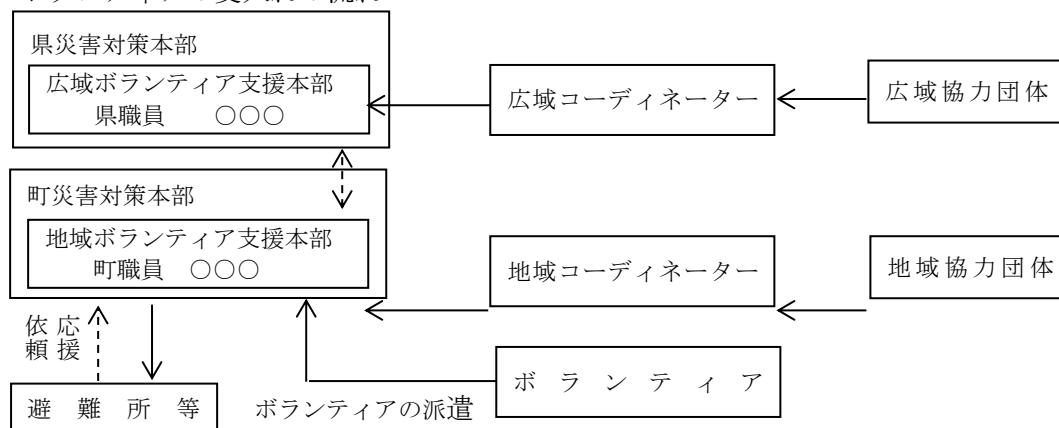 県災害対策本部
広域ボランティア支援本部
県職員　○○○
広域コーディネーター
広域協力団体
町災害対策本部
地域ボランティア支援本部
町職員　○○○
地域コーディネーター
地域協力団体
応援
依頼
ボランティア
避難所等
ボランティアの派遣